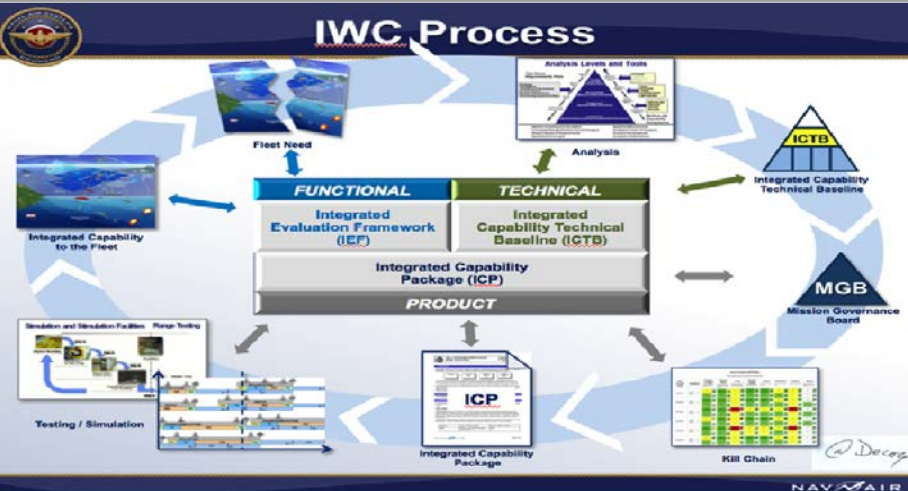 IWC Process
Analysis Levels and Tools
Fleet Need
Analysis
ICTB
Integrated Capability
Technical Baseline
FUNCTIONAL
TECHNICAL
Integrated
Evaluation Framework
(IEF)
Integrated
Capability Technical
Baseline (ICTB)
Integrated Capability
to the Fleet
Integrated Capability
Package (ICP)
PRODUCT
MGB
Mission Governance
Board
Simulation and Stimulation Facilities
Range Testing
Testing / Simulation
ICP
Integrated Capability
Package
Kill Chain
NAVAIR